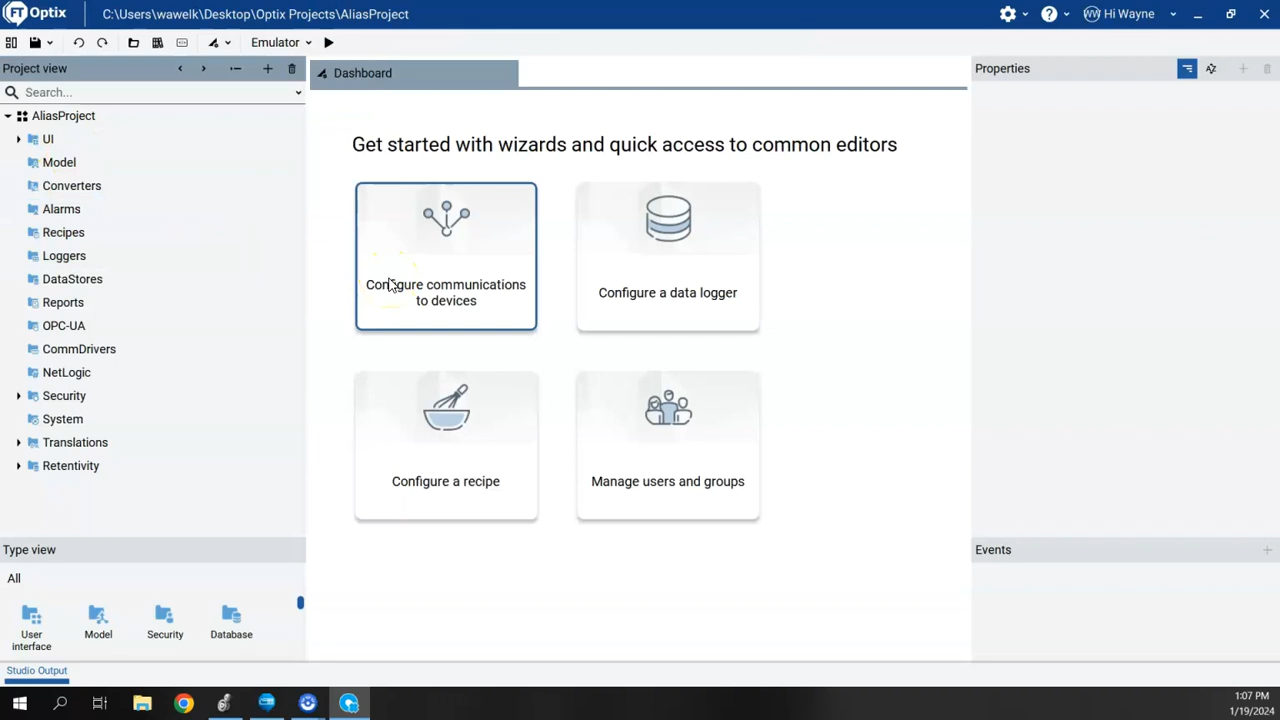 FT Optix
C:\Users\wawelk\Desktop\Optix Projects\AliasProject
WW Hi Wayne
Emulator
Project view
Search...
AliasProject
UI
Model
Converters
Alarms
Recipes
Loggers
DataStores
Reports
OPC-UA
CommDrivers
NetLogic
Security
System
Translations
Retentivity
Type view
All
User interface
Model
Security
Database
Studio Output
Dashboard
Get started with wizards and quick access to common editors
Configure communications
to devices
Configure a data logger
Configure a recipe
Manage users and groups
Properties
Events
1:07 PM
1/19/2024